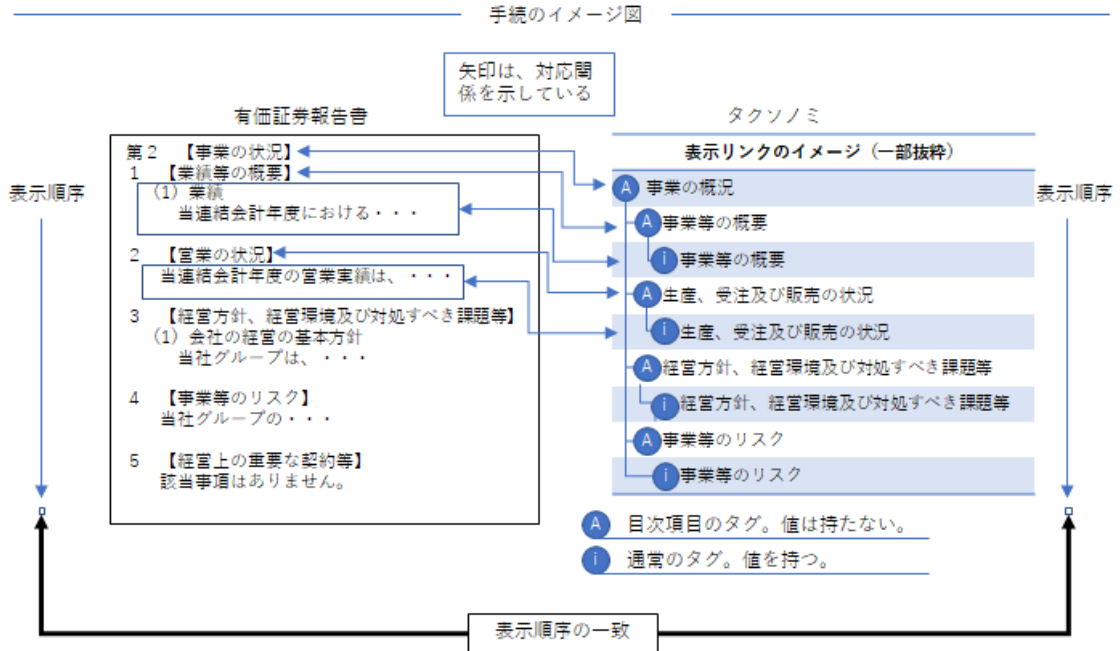 手続のイメージ図
矢印は、対応関
係を示している
有価証券報告書
タクソノミ
表示順序
第2 【事業の状況】
1 【業績等の概要】
(1) 業績
当連結会計年度における・・・
2 【営業の状況】
当連結会計年度の営業実績は、・・・
3 【経営方針、経営環境及び対処すべき課題等】
(1) 会社の経営の基本方針
当社グループは、・・・
4 【事業等のリスク】
当社グループの・・・
5 【経営上の重要な契約等】
該当事項はありません。
表示リンクのイメージ（一部抜粋）
A 事業の概況
A 事業等の概要
i 事業等の概要
A 生産、受注及び販売の状況
i 生産、受注及び販売の状況
A 経営方針、経営環境及び対処すべき課題等
i 経営方針、経営環境及び対処すべき課題等
A 事業等のリスク
i 事業等のリスク
表示順序
A 目次項目のタグ。値は持たない。
i 通常のタグ。値を持つ。
表示順序の一致